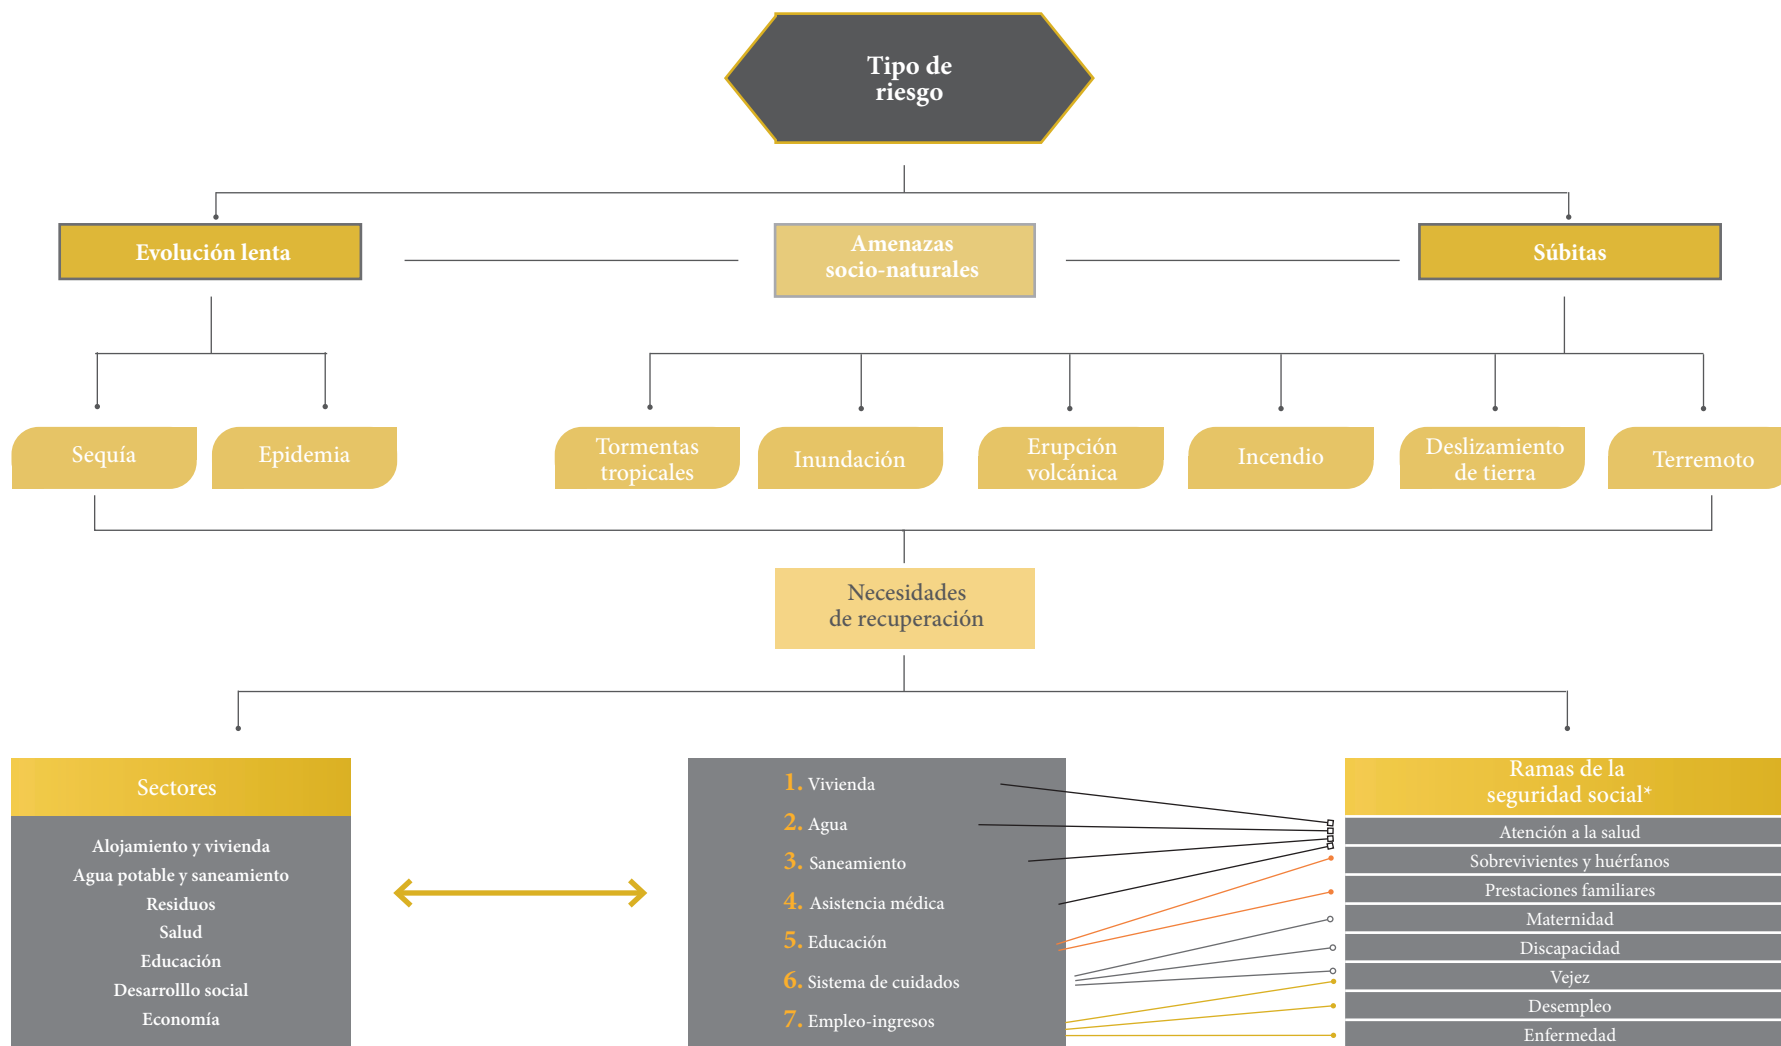 Tipo de
riesgo
Evolución lenta
Amenazas
socio-naturales
Súbitas
Sequía
Epidemia
Tormentas
tropicales
Inundación
Erupción
volcánica
Incendio
Deslizamiento
de tierra
Terremoto
Necesidades
de recuperación
Sectores
Alojamiento y vivienda
Agua potable y saneamiento
Residuos
Salud
Educación
Desarrolllo social
Economía
1. Vivienda
2. Agua
3. Saneamiento
4. Asistencia médica
5. Educación
6. Sistema de cuidados
7. Empleo-ingresos
Ramas de la
seguridad social*
Atención a la salud
Sobrevivientes y huérfanos
Prestaciones familiares
Maternidad
Discapacidad
Vejez
Desempleo
Enfermedad